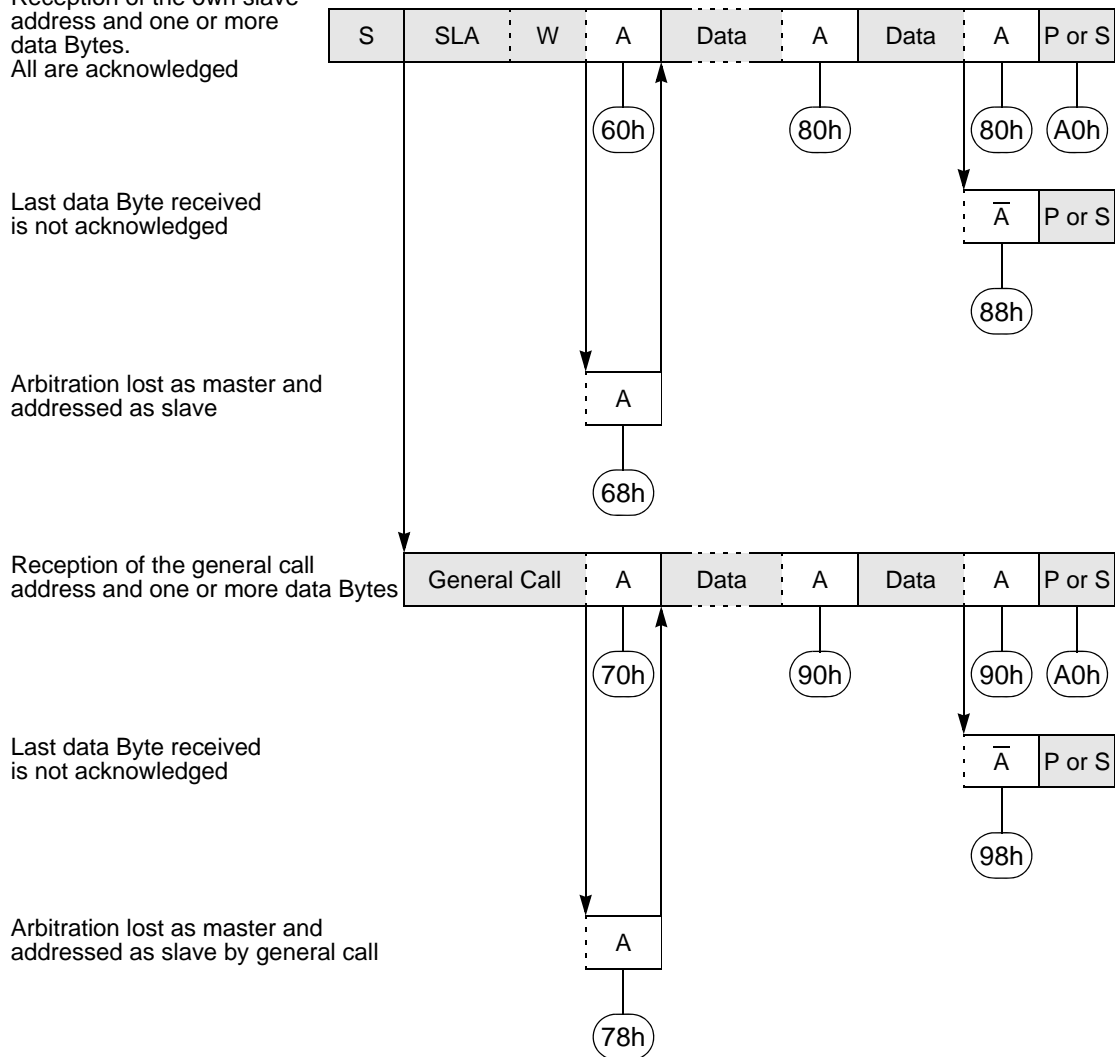 Reception of the own slave
address and one or more
data Bytes.
All are acknowledged
S SLA W A Data A Data A P or S
60h 80h 80h A0h
Last data Byte received
is not acknowledged
A̅ P or S
88h
Arbitration lost as master and
addressed as slave
A
68h
Reception of the general call
address and one or more data Bytes
General Call A Data A Data A P or S
70h 90h 90h A0h
Last data Byte received
is not acknowledged
A̅ P or S
98h
Arbitration lost as master and
addressed as slave by general call
A
78h